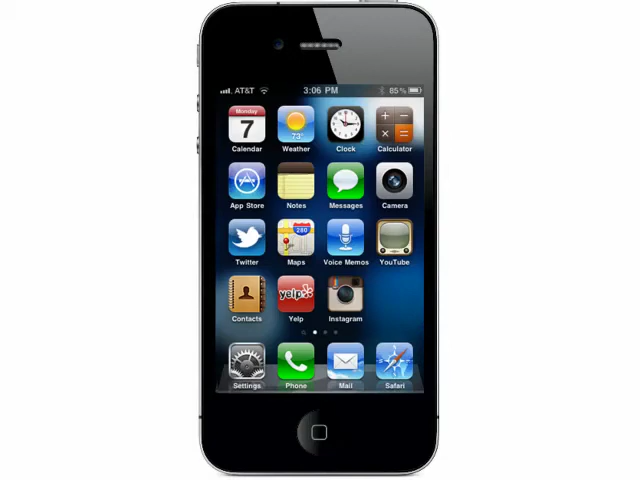 AT&T 3:06 PM 85%
Monday
7 73°
Calendar Weather Clock Calculator
App Store Notes Messages Camera
280
Twitter Maps Voice Memos YouTube
yelp
Contacts Yelp Instagram
Settings Phone Mail Safari